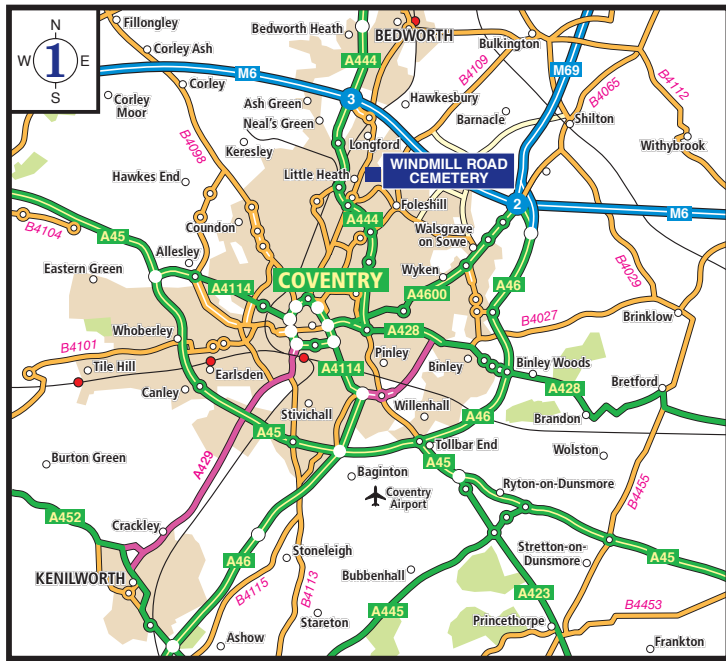 N
W 1 E
S
Fillongley
Bedworth Heath
BEDWORTH
Bulkington
Corley Ash
A444
B4109
M69
B4065
B4112
M6
Corley
Corley
Moor
Ash Green
3
Hawkesbury
Neal's Green
Barnacle
Shilton
B4098
Keresley
Longford
Withybrook
Hawkes End
Little Heath
WINDMILL ROAD
CEMETERY
Foleshill
2
M6
B4104
A45
Coundon
A444
Walsgrave
on Sowe
Allesley
Eastern Green
COVENTRY
Wyken
A46
B4029
A4114
A4600
Whoberley
A428
B4027
Brinklow
B4101
Tile Hill
Earlsden
A4114
Pinley
Binley
Binley Woods
Canley
A428
Bretford
Stivichall
Willenhall
Brandon
A45
A46
Burton Green
A429
Tollbar End
Wolston
A45
Baginton
Coventry
Airport
Ryton-on-Dunsmore
B4455
A452
Crackley
A46
Stoneleigh
Stretton-on-
Dunsmore
A45
KENILWORTH
B4115
B4113
Bubbenhall
A423
A445
B4453
Stareton
Princethorpe
Ashow
Frankton